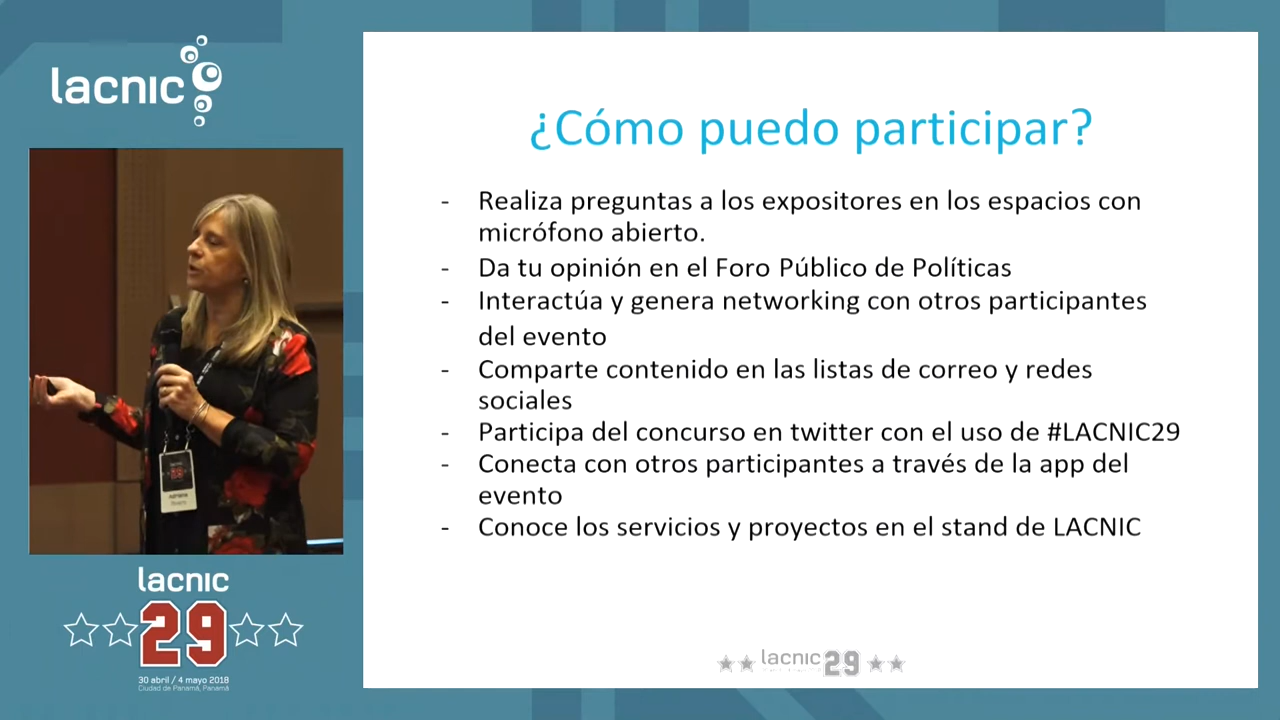 lacnic
¿Cómo puedo participar?
- Realiza preguntas a los expositores en los espacios con
micrófono abierto.
- Da tu opinión en el Foro Público de Políticas
- Interactúa y genera networking con otros participantes
del evento
- Comparte contenido en las listas de correo y redes
sociales
- Participa del concurso en twitter con el uso de #LACNIC29
- Conecta con otros participantes a través de la app del
evento
- Conoce los servicios y proyectos en el stand de LACNIC
lacnic 29
Adriana
lacnic
29
30 abril / 4 mayo 2018
Ciudad de Panamá, Panamá